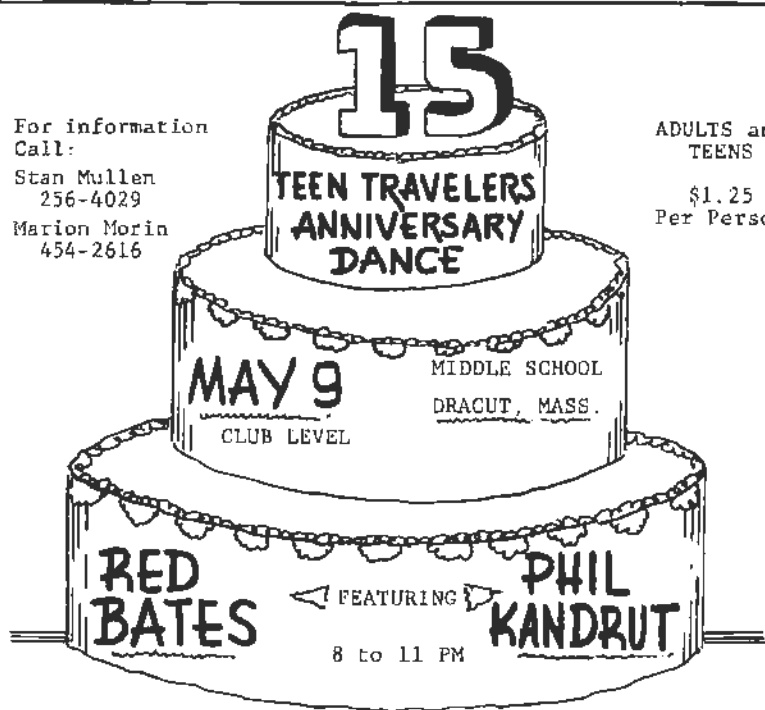 15
For information
Call:
Stan Mullen
256-4029
Marion Morin
454-2616
ADULTS
TEENS
$1.25
Per
TEEN TRAVELERS
ANNIVERSARY
DANCE
MAY 9
CLUB LEVEL
MIDDLE SCHOOL
DRACUT, MASS.
RED
BATES
FEATURING
PHIL
KANDRUT
8 to 11 PM